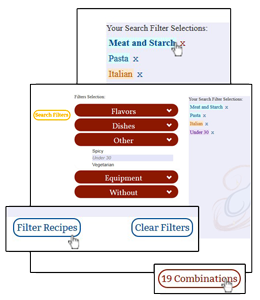 Your Search Filter Selections:
Meat and Starch x
Pasta x
Italian x
Filters Selection:
Search Filters
Flavors
Dishes
Other
Spicy
Under 30
Vegetarian
Equipment
Without
Your Search Filter Selections:
Meat and Starch x
Pasta x
Italian x
Under 30 x
Filter Recipes
Clear Filters
19 Combinations